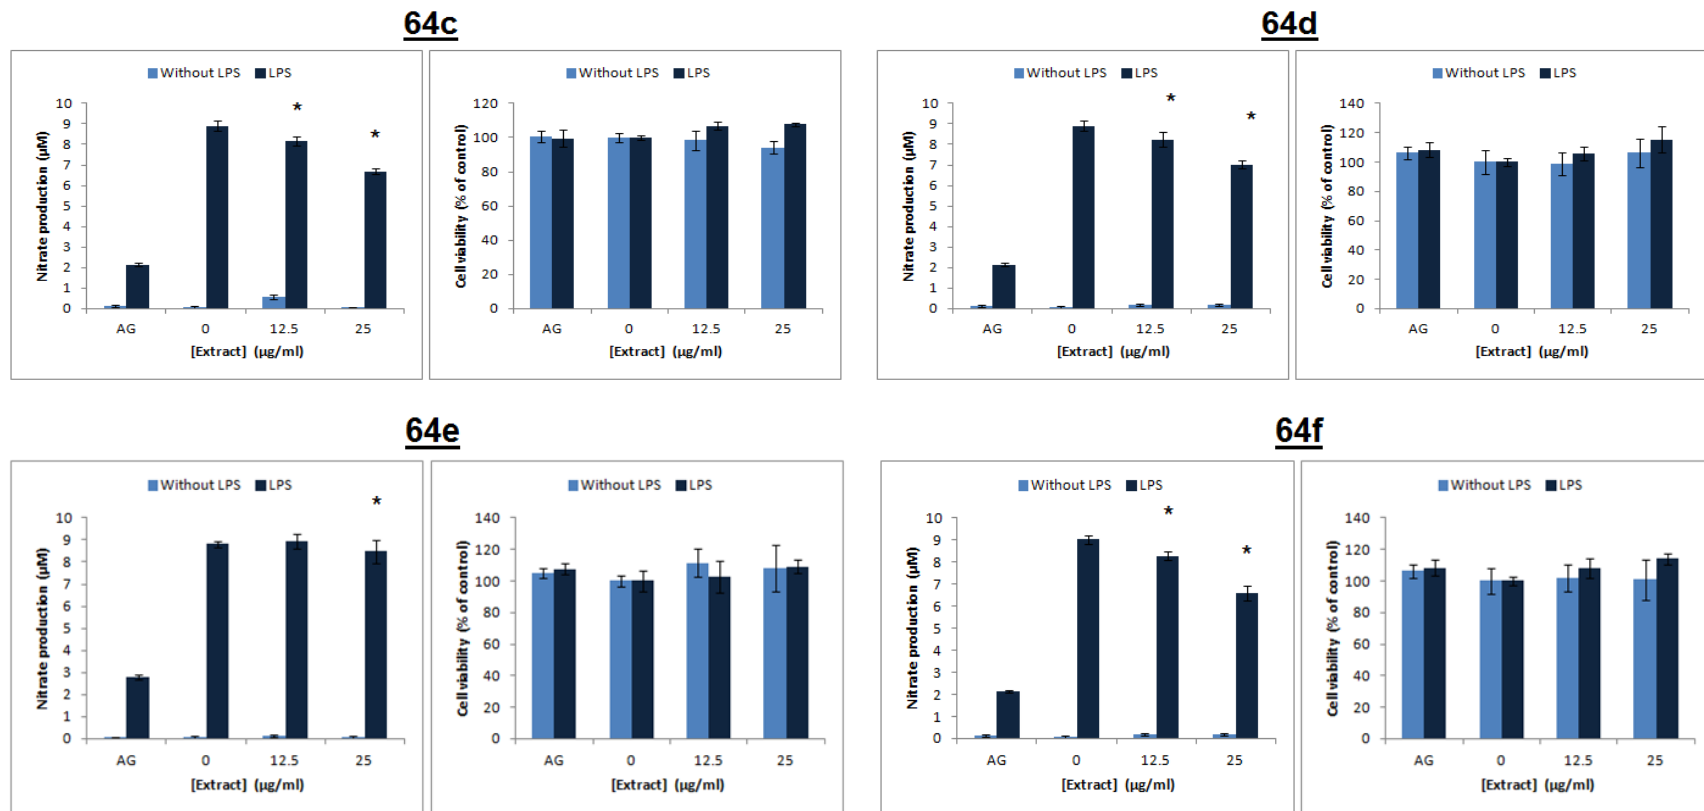 64c
Without LPS LPS
Nitrate production (µM)
10
9
8
7
6
5
4
3
2
1
0
* *
AG 0 12.5 25
[Extract] (µg/ml)
Without LPS LPS
Cell viability (% of control)
120
100
80
60
40
20
0
AG 0 12.5 25
[Extract] (µg/ml)
64d
Without LPS LPS
Nitrate production (µM)
10
9
8
7
6
5
4
3
2
1
0
* *
AG 0 12.5 25
[Extract] (µg/ml)
Without LPS LPS
Cell viability (% of control)
140
120
100
80
60
40
20
0
AG 0 12.5 25
[Extract] (µg/ml)
64e
Without LPS LPS
Nitrate production (µM)
10
9
8
7
6
5
4
3
2
1
0
*
AG 0 12.5 25
[Extract] (µg/ml)
Without LPS LPS
Cell viability (% of control)
140
120
100
80
60
40
20
0
AG 0 12.5 25
[Extract] (µg/ml)
64f
Without LPS LPS
Nitrate production (µM)
10
9
8
7
6
5
4
3
2
1
0
* *
AG 0 12.5 25
[Extract] (µg/ml)
Without LPS LPS
Cell viability (% of control)
140
120
100
80
60
40
20
0
AG 0 12.5 25
[Extract] (µg/ml)